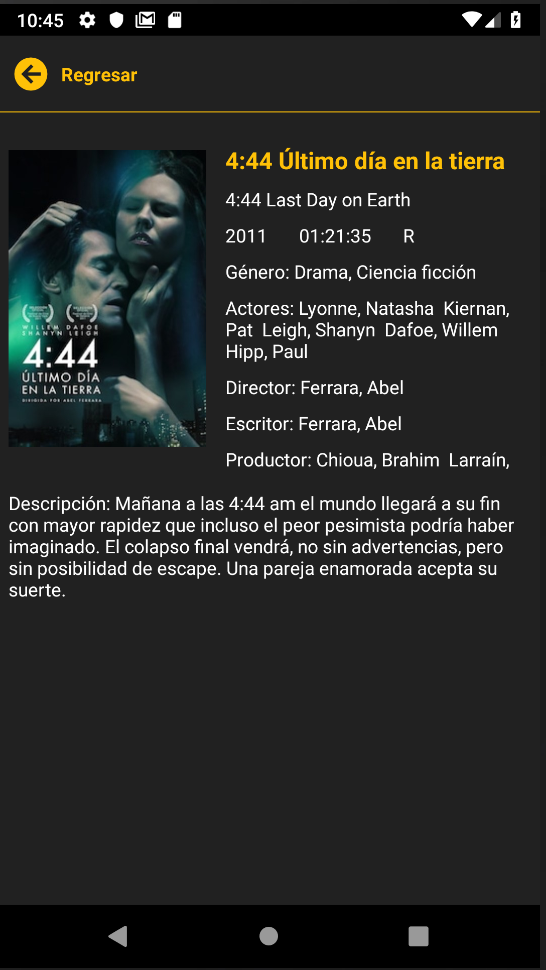 10:45
Regresar
4:44 Último día en la tierra
4:44 Last Day on Earth
2011 01:21:35 R
Género: Drama, Ciencia ficción
Actores: Lyonne, Natasha Kiernan,
Pat Leigh, Shanyn Dafoe, Willem
Hipp, Paul
Director: Ferrara, Abel
Escritor: Ferrara, Abel
Productor: Chioua, Brahim Larraín,
WILLEM DAFOE
SHANYN LEIGH
4:44
ÚLTIMO DÍA
EN LA TIERRA
DIRIGIDA POR ABEL FERRARA
Descripción: Mañana a las 4:44 am el mundo llegará a su fin
con mayor rapidez que incluso el peor pesimista podría haber
imaginado. El colapso final vendrá, no sin advertencias, pero
sin posibilidad de escape. Una pareja enamorada acepta su
suerte.